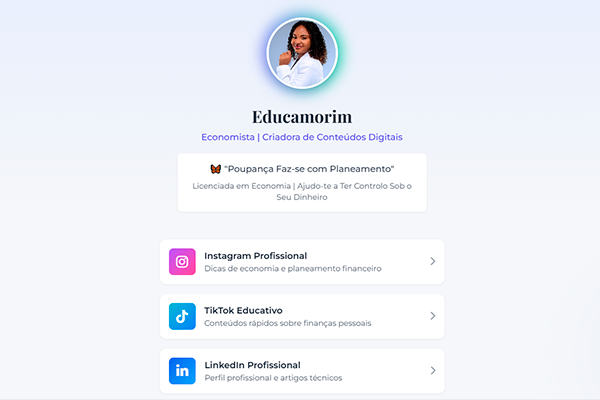 Educamorim
Economista | Criadora de Conteúdos Digitais
🦋 "Poupança Faz-se com Planeamento"
Licenciada em Economia | Ajudo-te a Ter Controlo Sob o
Seu Dinheiro
Instagram Profissional
Dicas de economia e planeamento financeiro
TikTok Educativo
Conteúdos rápidos sobre finanças pessoais
LinkedIn Profissional
Perfil profissional e artigos técnicos